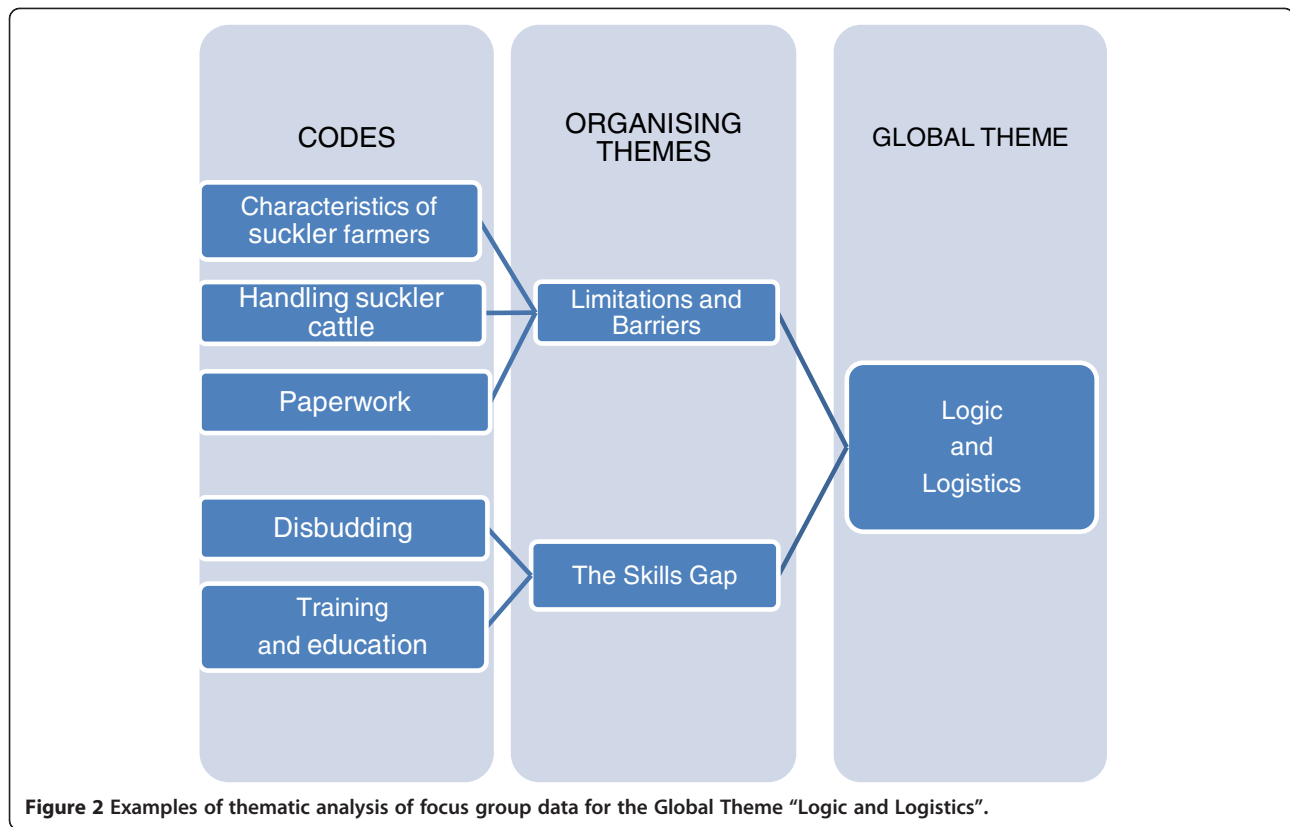 CODES
Characteristics of
suckler farmers
Handling suckler
cattle
Paperwork
Disbudding
Training
and education
ORGANISING
THEMES
Limitations and
Barriers
The Skills Gap
GLOBAL THEME
Logic
and
Logistics
Figure 2 Examples of thematic analysis of focus group data for the Global Theme “Logic and Logistics”.